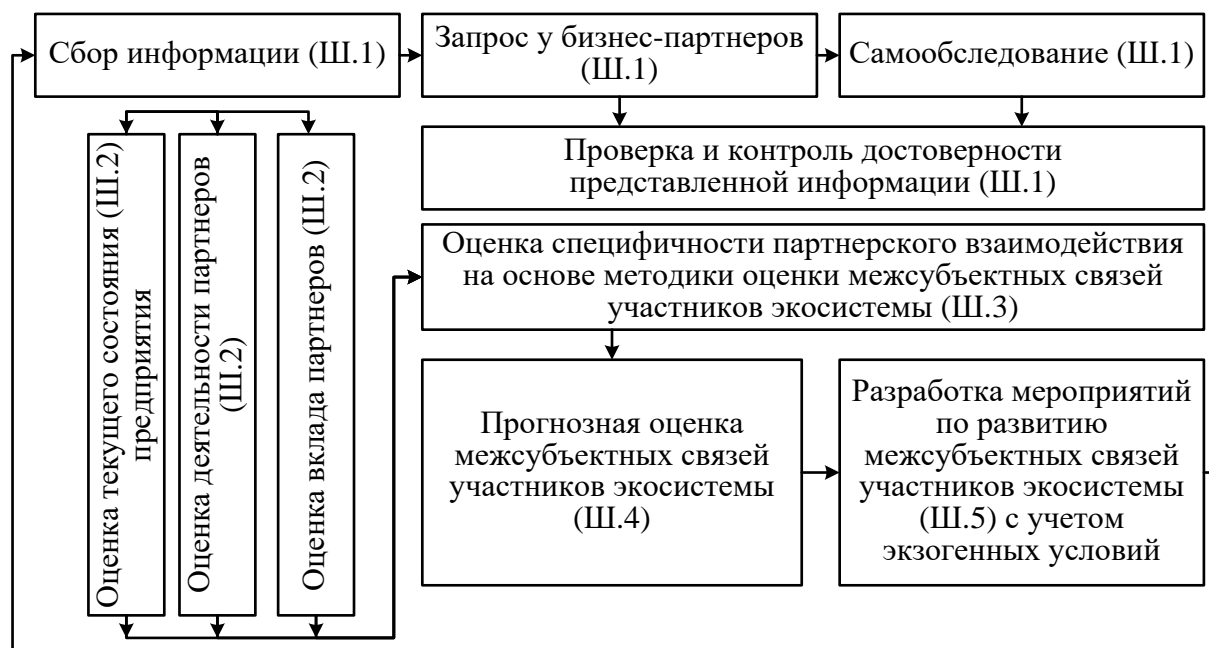 Сбор информации (Ш.1)
Запрос у бизнес-партнеров
(Ш.1)
Самообследование (Ш.1)
Проверка и контроль достоверности
представленной информации (Ш.1)
Оценка текущего состояния (Ш.2)
предприятия
Оценка деятельности партнеров
(Ш.2)
Оценка вклада партнеров (Ш.2)
Оценка специфичности партнерского взаимодействия
на основе методики оценки межсубъектных связей
участников экосистемы (Ш.3)
Прогнозная оценка
межсубъектных связей
участников экосистемы
(Ш.4)
Разработка мероприятий
по развитию
межсубъектных связей
участников экосистемы
(Ш.5) с учетом
экзогенных условий